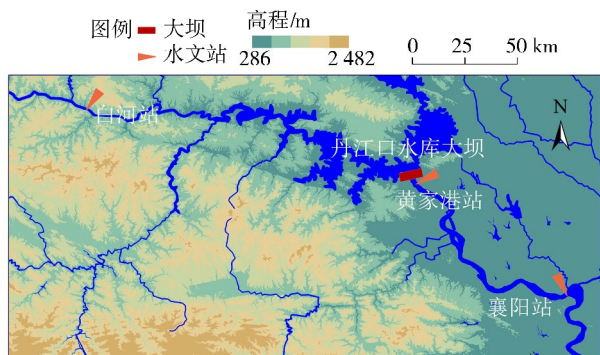 图例 大坝
水文站
高程/m
286 2 482
0 25 50 km
白河站
N
丹江口水库大坝
黄家港站
襄阳站